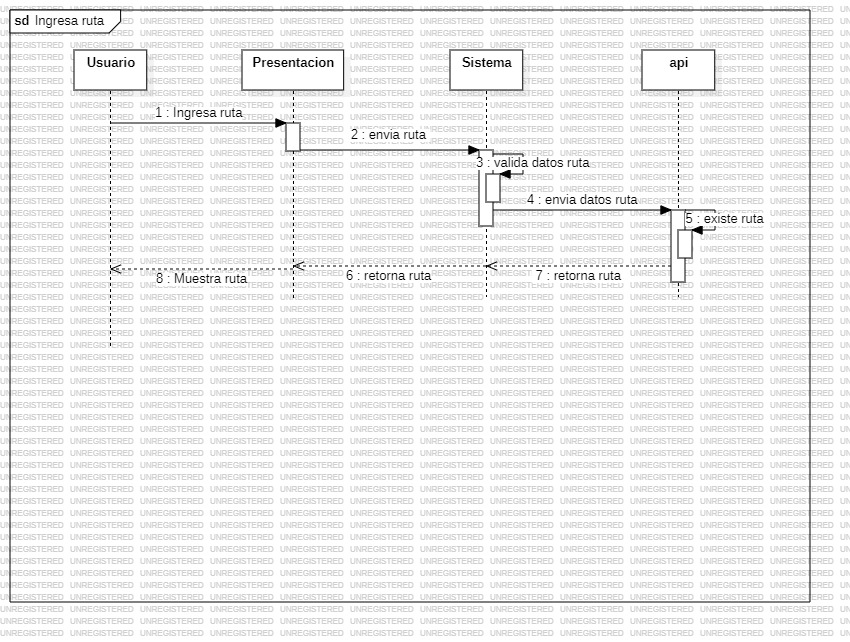 sd Ingresa ruta
Usuario
Presentacion
Sistema
api
1 : Ingresa ruta
2 : envia ruta
3 : valida datos ruta
4 : envia datos ruta
5 : existe ruta
6 : retorna ruta
7 : retorna ruta
8 : Muestra ruta
UNREGISTERED